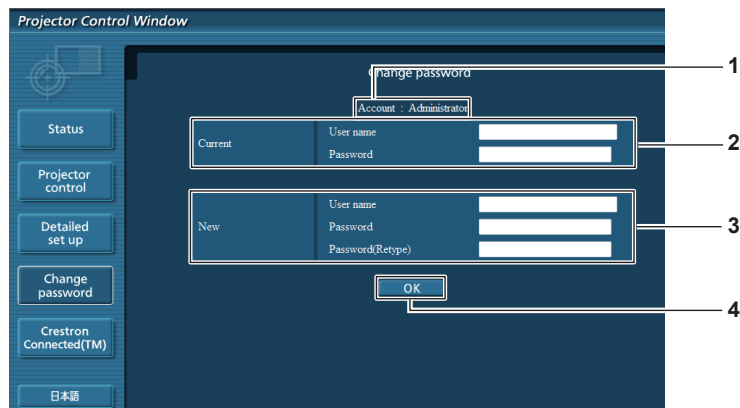 Projector Control Window
Change password
Account : Administrator
Current
User name
Password
New
User name
Password
Password(Retype)
OK
Status
Projector
control
Detailed
set up
Change
password
Crestron
Connected(TM)
日本語
1
2
3
4